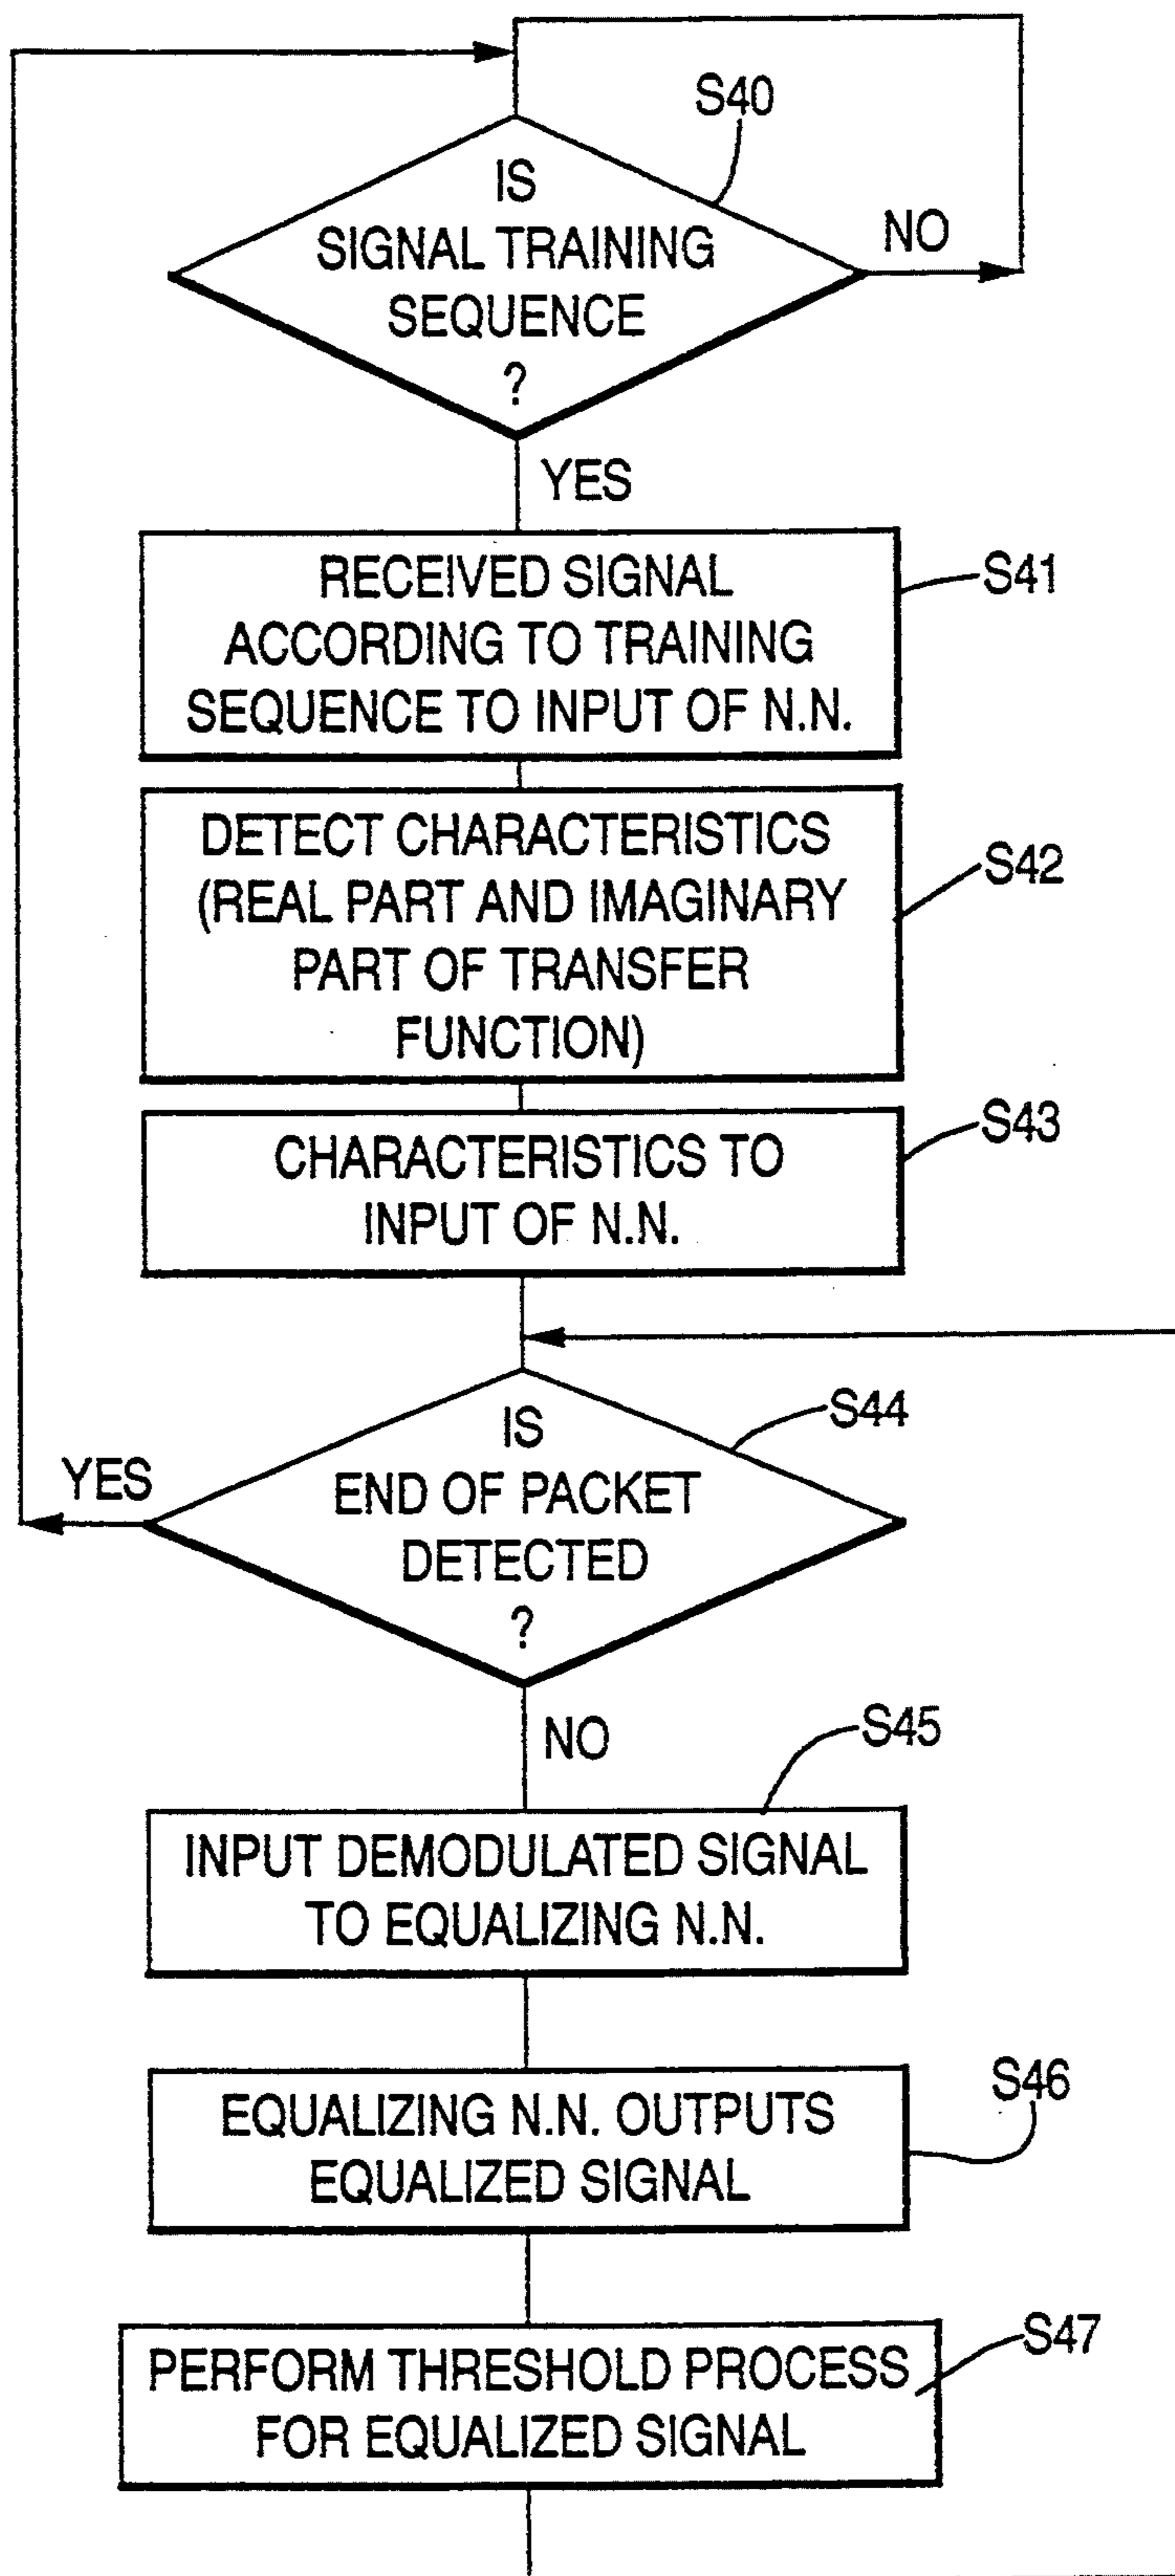 S40
IS
SIGNAL TRAINING
SEQUENCE
?
NO
YES
RECEIVED SIGNAL
ACCORDING TO TRAINING
SEQUENCE TO INPUT OF N.N.
S41
DETECT CHARACTERISTICS
(REAL PART AND IMAGINARY
PART OF TRANSFER
FUNCTION)
S42
CHARACTERISTICS TO
INPUT OF N.N.
S43
S44
IS
END OF PACKET
DETECTED
?
YES
NO
S45
INPUT DEMODULATED SIGNAL
TO EQUALIZING N.N.
EQUALIZING N.N. OUTPUTS
EQUALIZED SIGNAL
S46
PERFORM THRESHOLD PROCESS
FOR EQUALIZED SIGNAL
S47